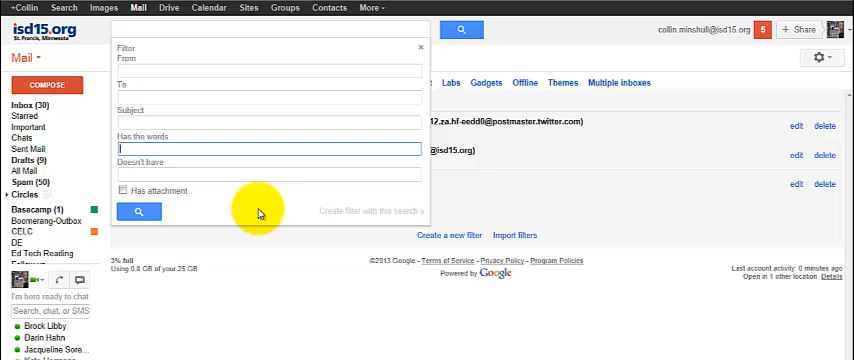 +Collin Search Images Mail Drive Calendar Sites Groups Contacts More
isd15.org
St. Francis, Minnesota
collin.minshull@isd15.org 5 + Share
Mail
COMPOSE
Inbox (30)
Starred
Important
Chats
Sent Mail
Drafts (9)
All Mail
Spam (50)
Circles
Basecamp (1)
Boomerang-Outbox
CELC
DE
Ed Tech Reading
I'm here ready to chat
Search, chat, or SMS
Brock Libby
Darin Hahn
Jacqueline Sore...
Filter
×
From
To
Subject
Has the words
Doesn't have
Has attachment
Create filter with this search »
Labs Gadgets Offline Themes Multiple inboxes
12.za.hf-eedd0@postmaster.twitter.com)
edit delete
@isd15.org)
edit delete
edit delete
Create a new filter Import filters
3% full
Using 0.8 GB of your 25 GB
©2013 Google - Terms of Service - Privacy Policy - Program Policies
Powered by Google
Last account activity: 0 minutes ago
Open in 1 other location Details